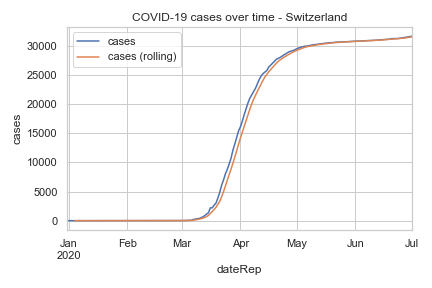 COVID-19 cases over time - Switzerland
cases
cases (rolling)
30000
25000
20000
15000
10000
5000
0
cases
Jan Feb Mar Apr May Jun Jul
2020
dateRep